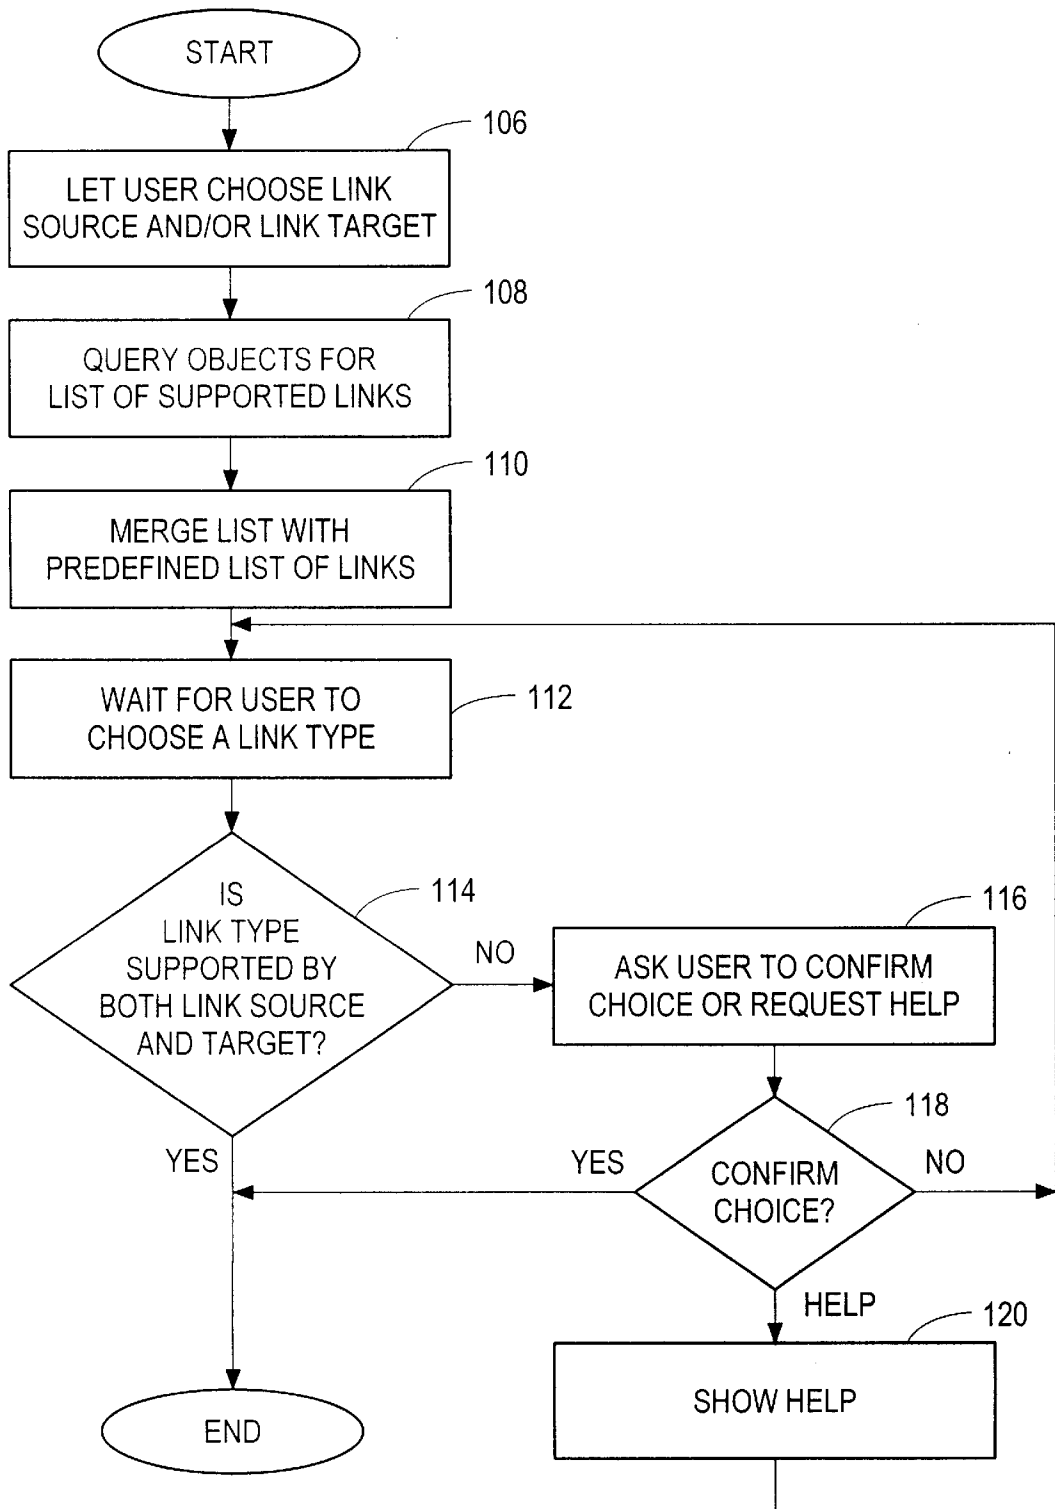 START
106
LET USER CHOOSE LINK
SOURCE AND/OR LINK TARGET
108
QUERY OBJECTS FOR
LIST OF SUPPORTED LINKS
110
MERGE LIST WITH
PREDEFINED LIST OF LINKS
WAIT FOR USER TO
CHOOSE A LINK TYPE
112
IS
LINK TYPE
SUPPORTED BY
BOTH LINK SOURCE
AND TARGET?
114
NO
116
ASK USER TO CONFIRM
CHOICE OR REQUEST HELP
118
YES
YES
CONFIRM
CHOICE?
NO
HELP
120
SHOW HELP
END